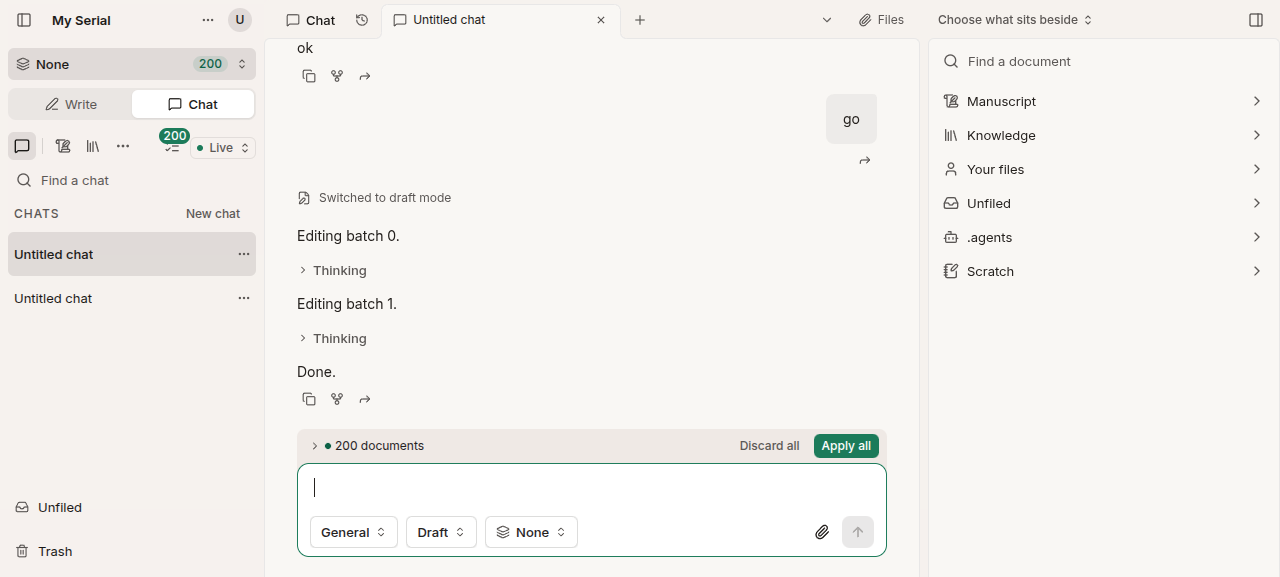 My Serial
U
None
200
Write
Chat
200
Live
Find a chat
CHATS
New chat
Untitled chat
Untitled chat
Unfiled
Trash
Chat
Untitled chat
Files
ok
go
Switched to draft mode
Editing batch 0.
Thinking
Editing batch 1.
Thinking
Done.
200 documents
Discard all
Apply all
General
Draft
None
Choose what sits beside
Find a document
Manuscript
Knowledge
Your files
Unfiled
.agents
Scratch